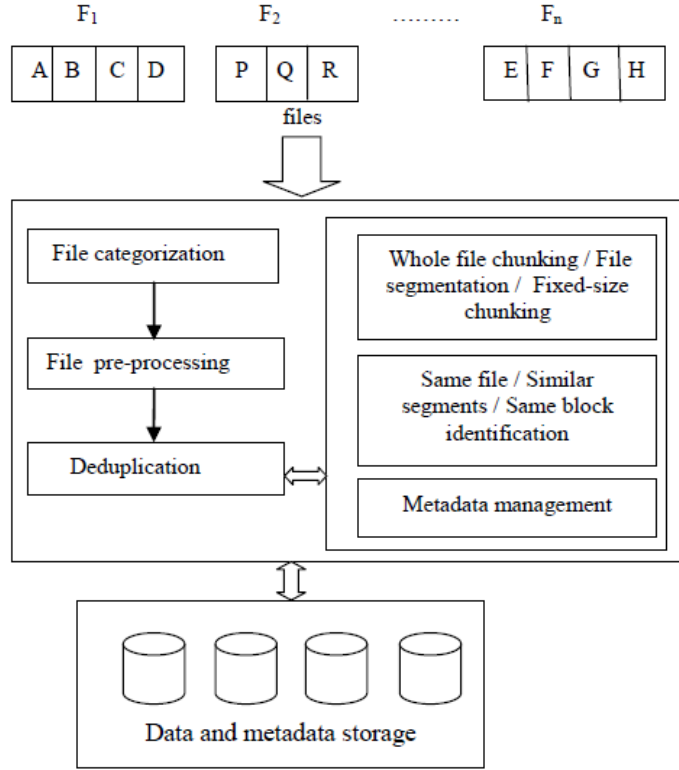 F1 F2 ......... Fn
A B C D P Q R E F G H
files
File categorization
File pre-processing
Deduplication
Whole file chunking / File
segmentation / Fixed-size
chunking
Same file / Similar
segments / Same block
identification
Metadata management
Data and metadata storage